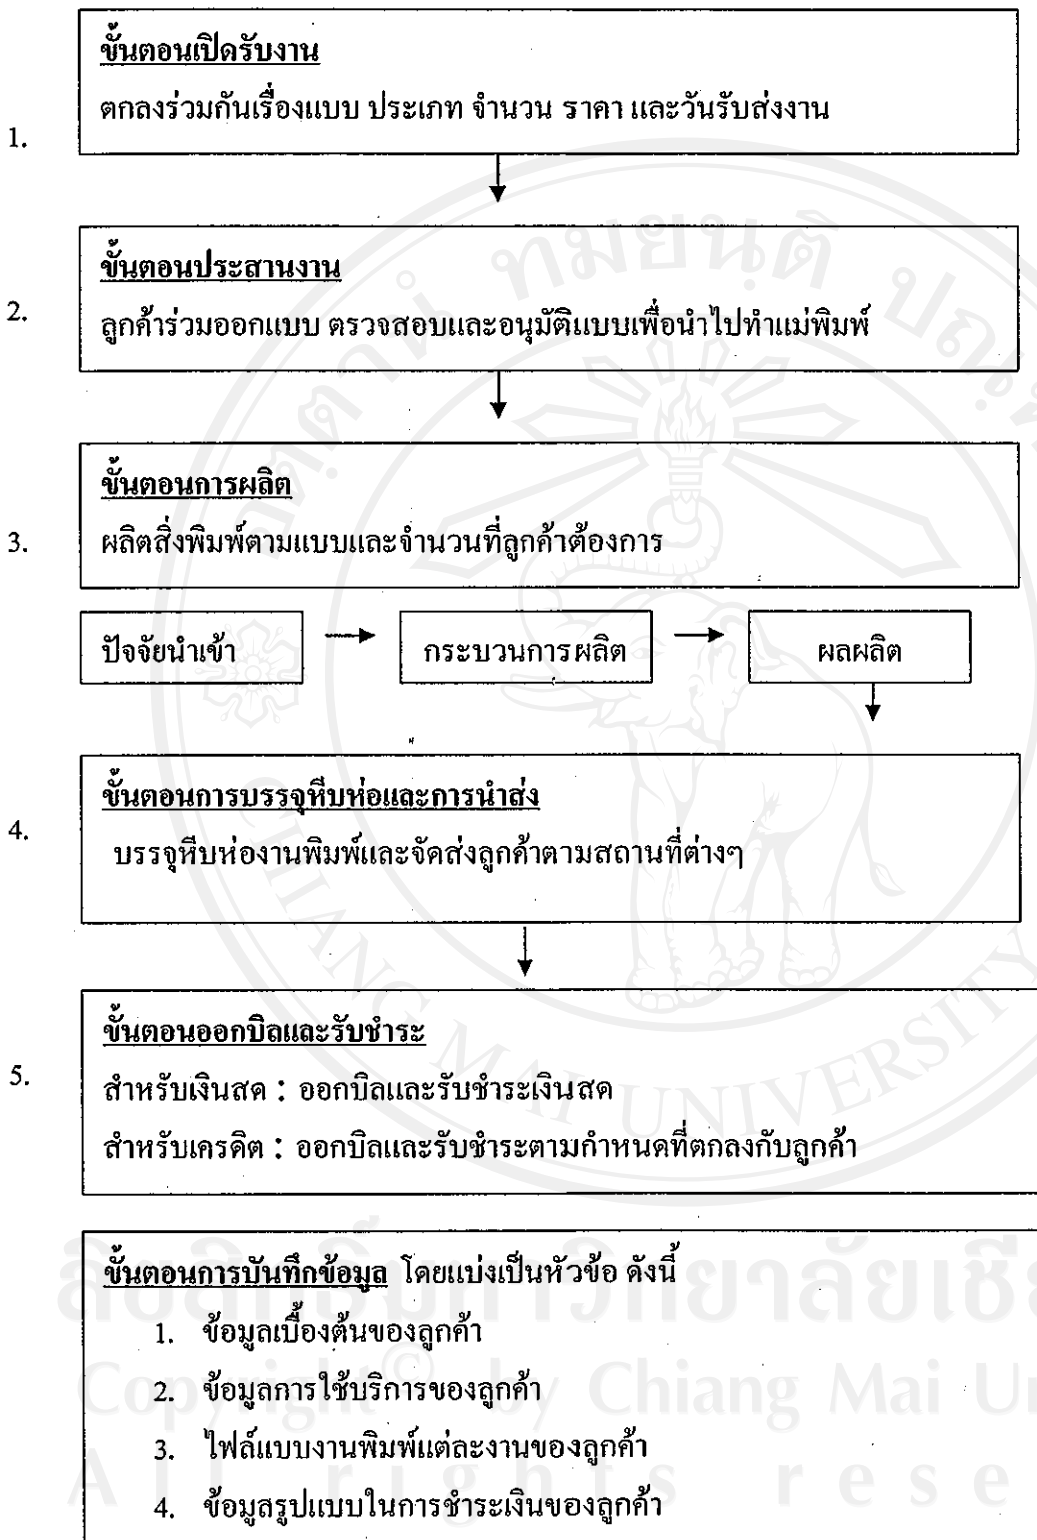 ขั้นตอนเปิดรับงาน
ตกลงร่วมกันเรื่องแบบ ประเภท จำนวน ราคา และวันรับส่งงาน
1.
ขั้นตอนประสานงาน
2.
ลูกค้าร่วมออกแบบ ตรวจสอบและอนุมัติแบบเพื่อนำไปทำแม่พิมพ์
ขั้นตอนการผลิต
3.
ผลิตสิ่งพิมพ์ตามแบบและจำนวนที่ลูกค้าต้องการ
ปัจจัยนำเข้า กระบวนการผลิต ผลผลิต
ขั้นตอนการบรรจุหีบห่อและการนำส่ง
4.
บรรจุหีบห่องานพิมพ์และจัดส่งลูกค้าตามสถานที่ต่างๆ
ขั้นตอนออกบิลและรับชำระ
5.
สำหรับเงินสด : ออกบิลและรับชำระเงินสด
สำหรับเครดิต : ออกบิลและรับชำระตามกำหนดที่ตกลงกับลูกค้า
ขั้นตอนการบันทึกข้อมูล โดยแบ่งเป็นหัวข้อ ดังนี้
1. ข้อมูลเบื้องต้นของลูกค้า
2. ข้อมูลการใช้บริการของลูกค้า
3. ไฟล์แบบงานพิมพ์แต่ละงานของลูกค้า
4. ข้อมูสรูปแบบในการชำระเงินของลูกค้า
CHIANG MAI UNIVERSITY
Copyright© by Chiang Mai Un
All rights rese